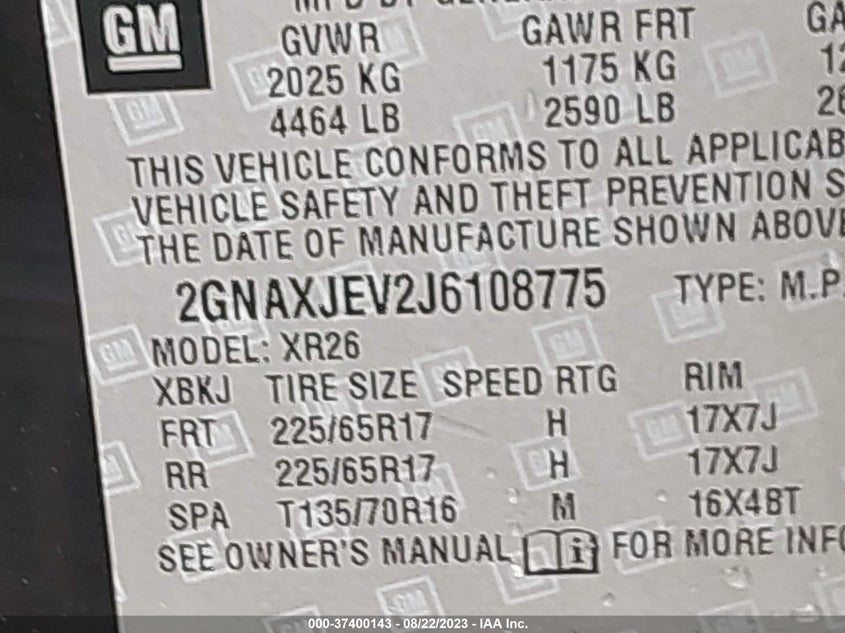 GM
GVWR GAWR FRT
2025 KG 1175 KG
4464 LB 2590 LB
THIS VEHICLE CONFORMS TO ALL
VEHICLE SAFETY AND THEFT PREVENTION
THE DATE OF MANUFACTURE SHOWN
2GNAXJEV2J6108775 TYPE: M.P.
MODEL: XR26
XBKJ TIRE SIZE SPEED RTG RIM
FRT 225/65R17 H 17X7J
RR 225/65R17 H 17X7J
SPA T135/70R16 M 16X4BT
SEE OWNER'S MANUAL i FOR MORE
000-37400143 - 08/22/2023 - IAA Inc.